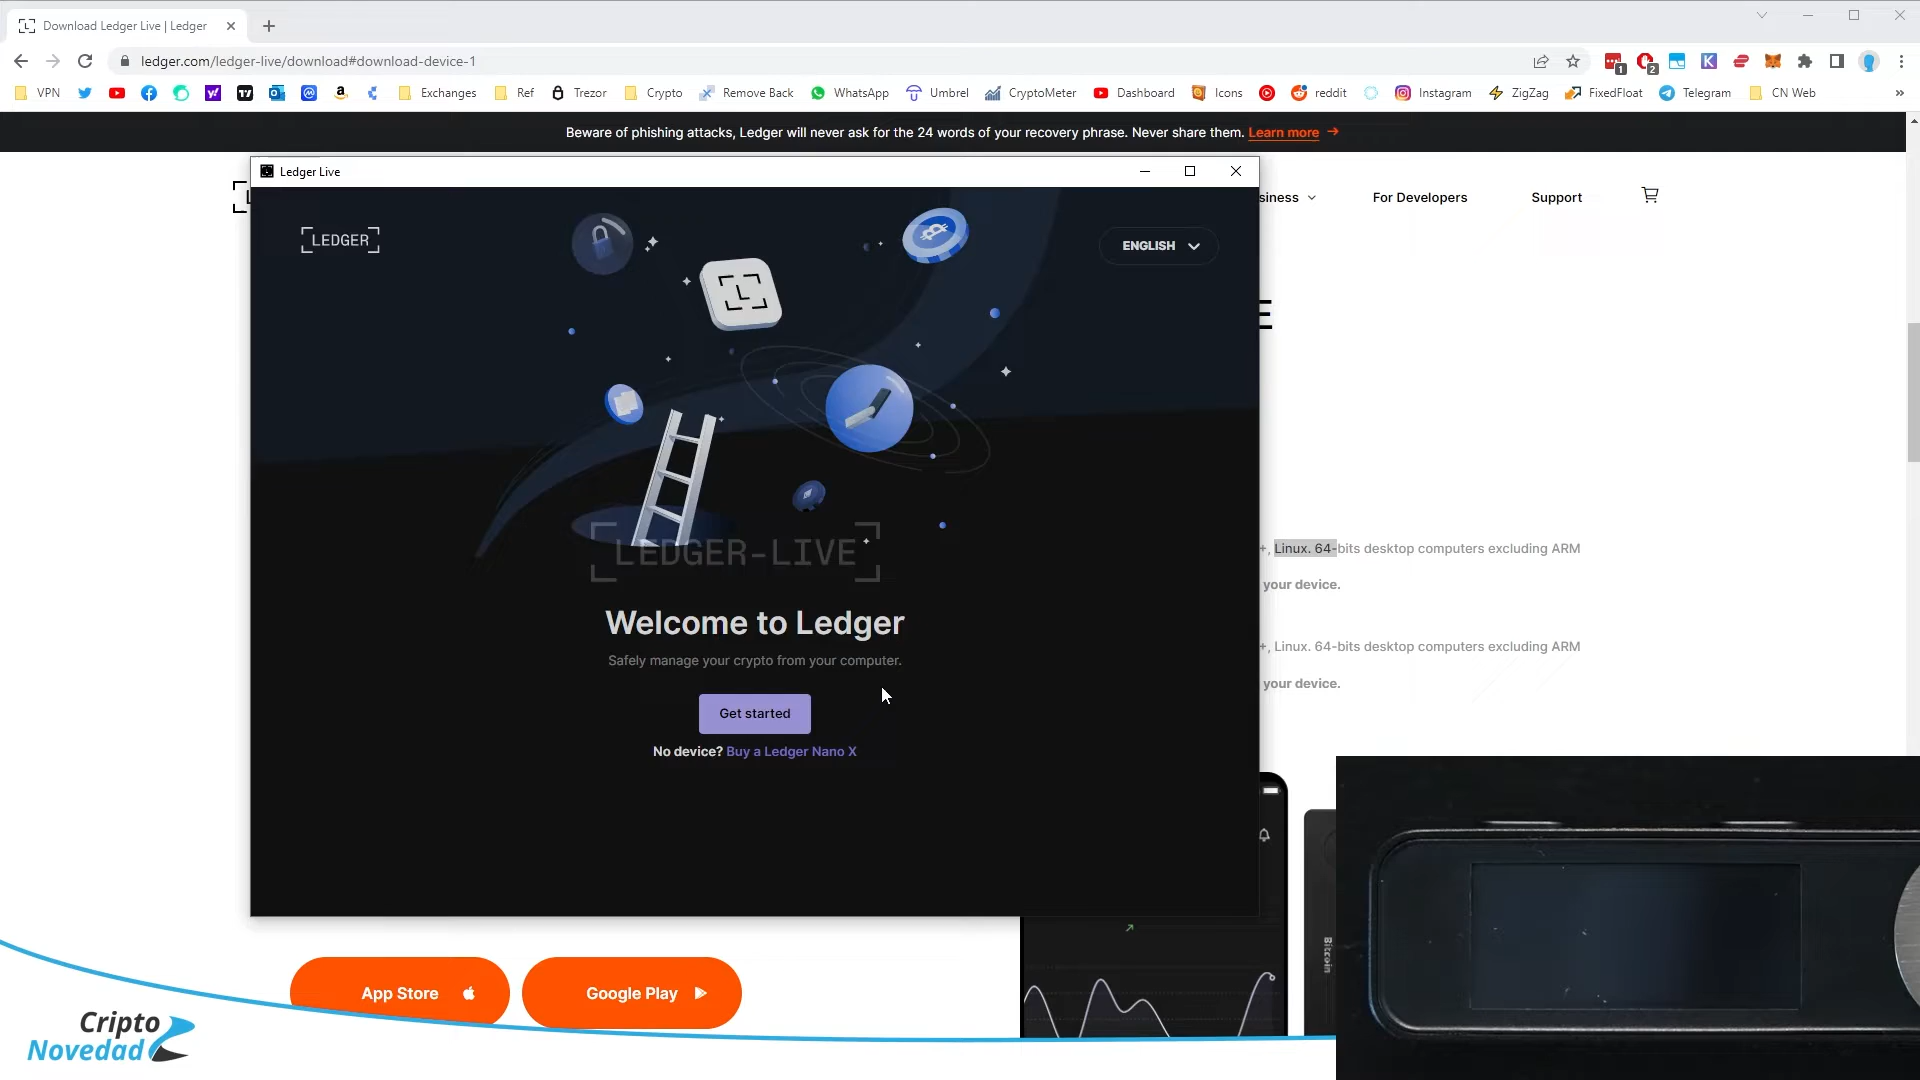 Download Ledger Live | Ledger
ledger.com/ledger-live/download#download-device-1
1
2
K
VPN
Exchanges
Ref
Trezor
Crypto
Remove Back
WhatsApp
Umbrel
CryptoMeter
Dashboard
Icons
reddit
Instagram
ZigZag
FixedFloat
Telegram
CN Web
Beware of phishing attacks, Ledger will never ask for the 24 words of your recovery phrase. Never share them. Learn more
Ledger Live
siness
For Developers
Support
LEDGER
ENGLISH
L
E
LEDGER-LIVE
+, Linux. 64-bits desktop computers excluding ARM
your device.
Welcome to Ledger
Safely manage your crypto from your computer.
+, Linux. 64-bits desktop computers excluding ARM
your device.
Get started
No device? Buy a Ledger Nano X
Bitcoin
App Store
Google Play
Cripto
Novedad